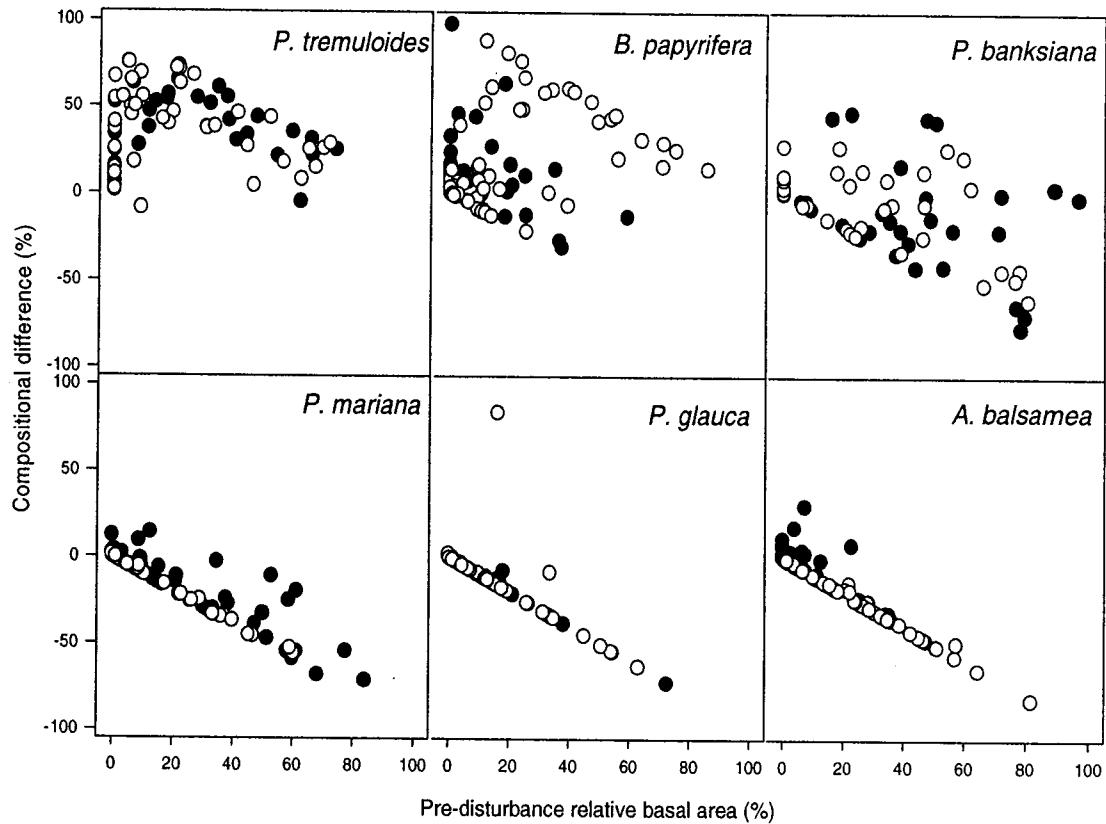 100
50
0
-50
-100
P. tremuloides
B. papyrifera
P. banksiana
Compositional difference (%)
100
50
0
-50
-100
P. mariana
P. glauca
A. balsamea
0 20 40 60 80 100
0 20 40 60 80 100
0 20 40 60 80 100
Pre-disturbance relative basal area (%)